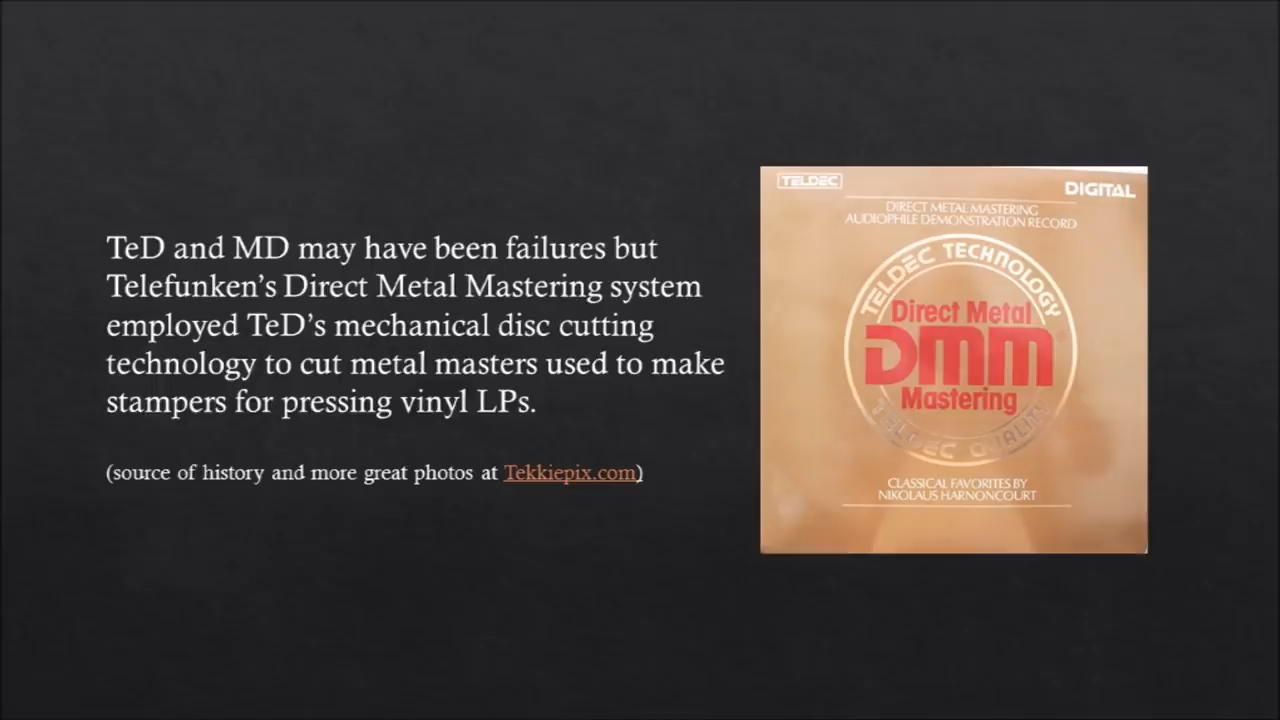 TeD and MD may have been failures but
Telefunken's Direct Metal Mastering system
employed TeD's mechanical disc cutting
technology to cut metal masters used to make
stampers for pressing vinyl LPs.
(source of history and more great photos at Tekkiepix.com)
TELDEC
DIGITAL
DIRECT METAL MASTERING
AUDIOPHILE DEMONSTRATION RECORD
TELDEC TECHNOLOGY
Direct Metal
DMM
Mastering
TELDEC QUALITY
CLASSICAL FAVORITES BY
NIKOLAUS HARNONCOURT